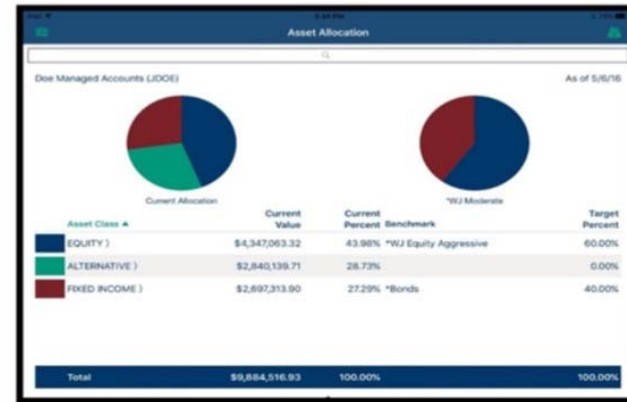 Asset Allocation
Doe Managed Accounts (JDOE)
As of 5/6/16
Current Allocation
*WJ Moderate
Asset Class ▲ Current Value Current Percent Benchmark Target Percent
EQUITY ) $4,347,063.32 43.98% *WJ Equity Aggressive 60.00%
ALTERNATIVE ) $2,840,139.71 28.73% 0.00%
FIXED INCOME ) $2,697,313.90 27.29% *Bonds 40.00%
Total $9,884,516.93 100.00% 100.00%